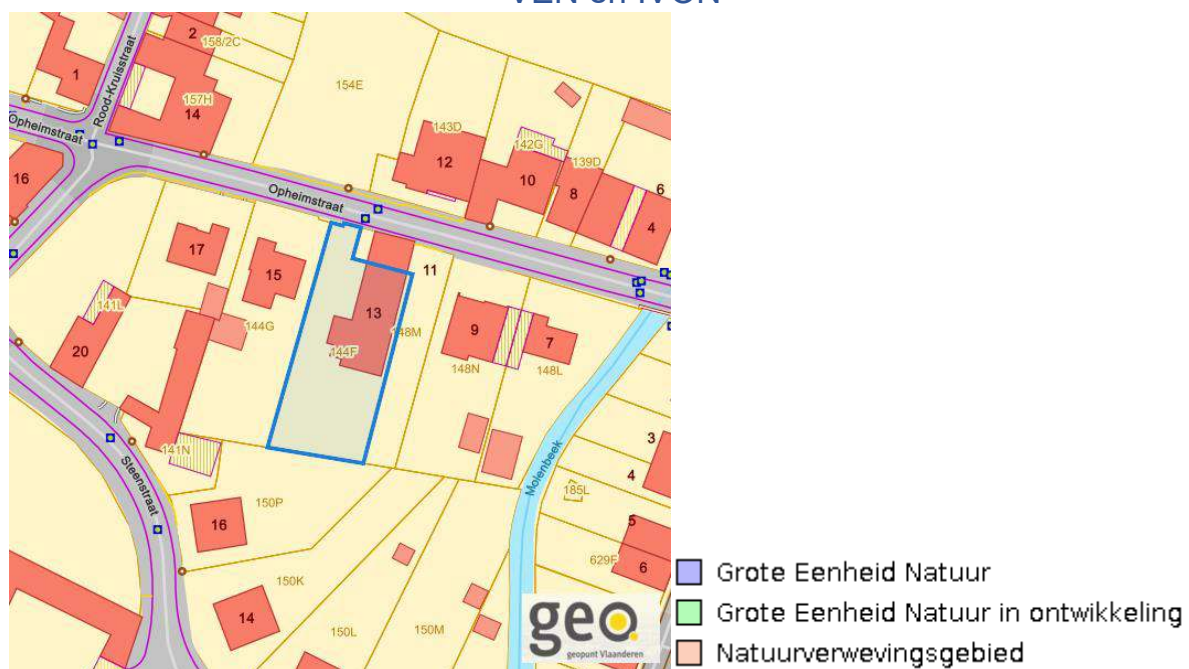 VEN en IVON
2
158/2C
154E
1
Rood-Kruisstraat
157H
14
Opheimstraat
143D
142G
139D
12
10
8
6
4
16
Opheimstraat
17
15
11
13
148M
144G
144F
141L
20
9
7
148N
148L
141N
Steenstraat
150P
16
Molenbeek
185L
3
4
5
629F
6
150K
14
150L
150M
geo
geopunt Vlaanderen
Grote Eenheid Natuur
Grote Eenheid Natuur in ontwikkeling
Natuurverwevingsgebied